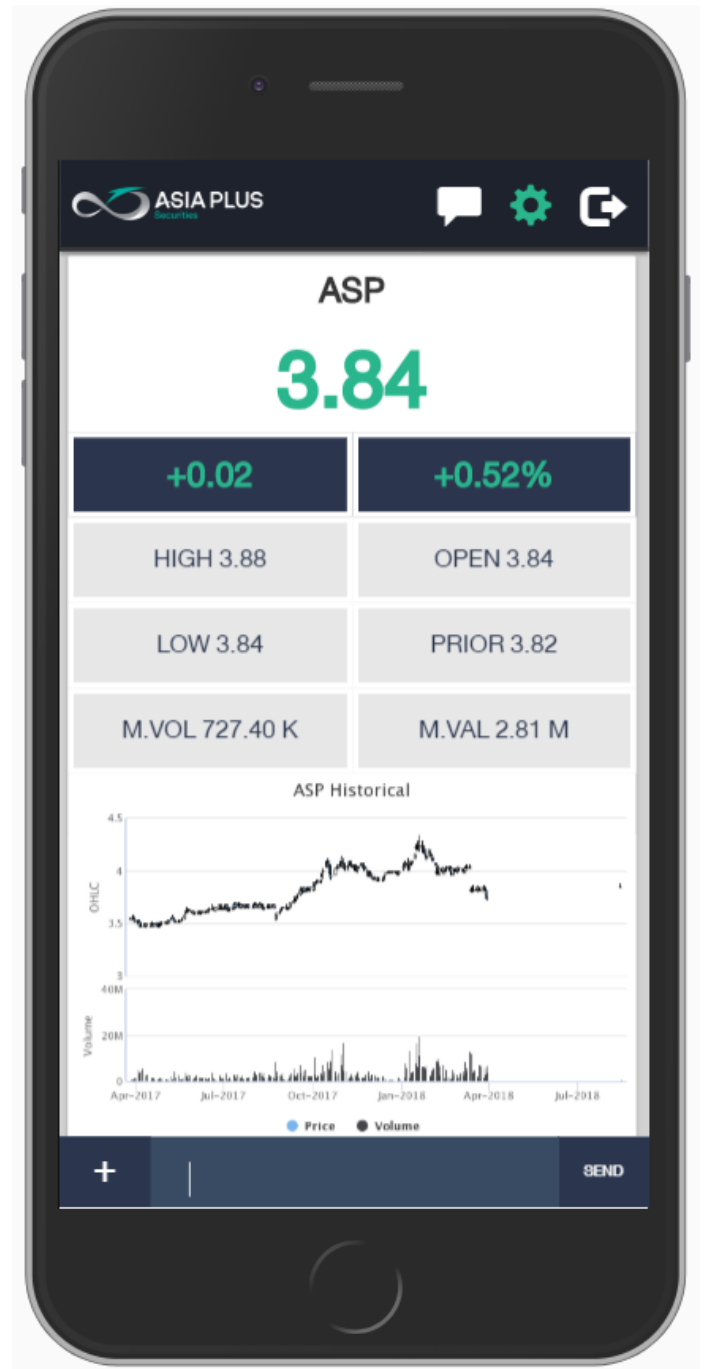 ASIA PLUS
Securities
ASP
3.84
+0.02 +0.52%
HIGH 3.88 OPEN 3.84
LOW 3.84 PRIOR 3.82
M.VOL 727.40 K M.VAL 2.81 M
ASP Historical
4.5
4
3.5
3
OHLC
40M
20M
0
Volume
Apr-2017 Jul-2017 Oct-2017 Jan-2018 Apr-2018 Jul-2018
Price Volume
+ SEND